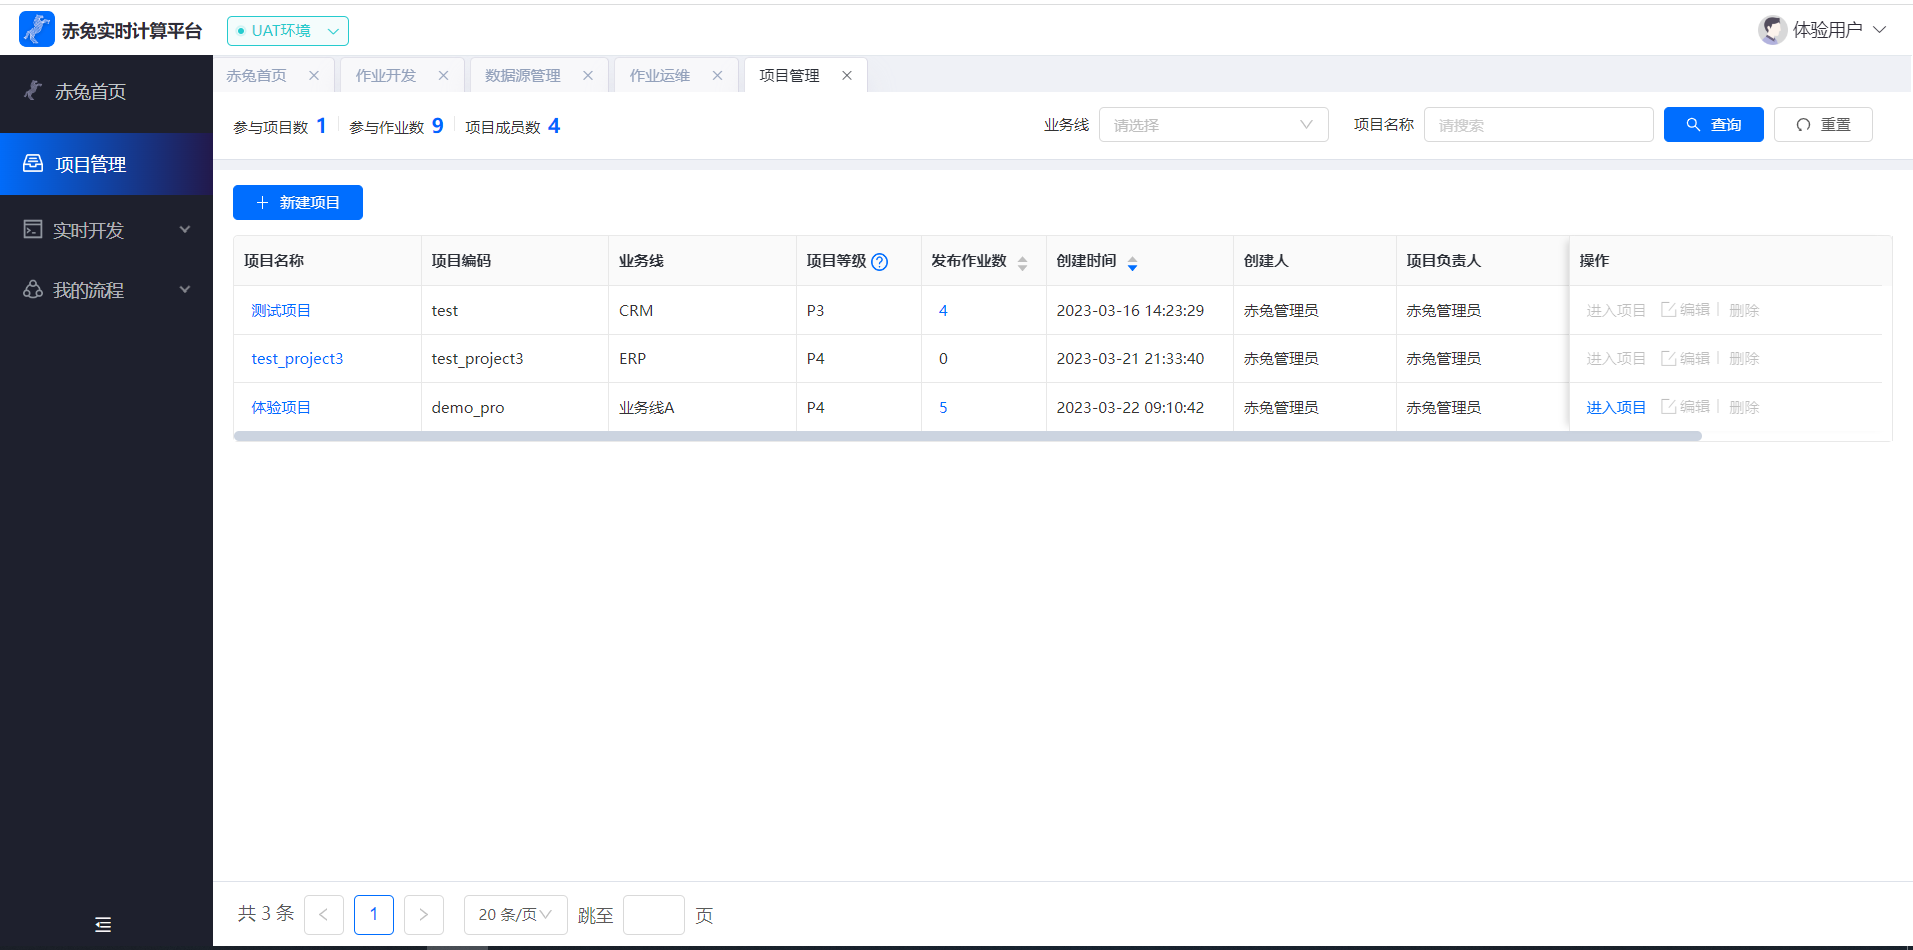 赤兔实时计算平台 UAT环境 体验用户
赤兔首页 作业开发 数据源管理 作业运维 项目管理
赤兔首页
项目管理
实时开发
我的流程
参与项目数 1 参与作业数 9 项目成员数 4 业务线 请选择 项目名称 请搜索 查询 重置
新建项目
项目名称 项目编码 业务线 项目等级 发布作业数 创建时间 创建人 项目负责人 操作
测试项目 test CRM P3 4 2023-03-16 14:23:29 赤兔管理员 赤兔管理员 进入项目 编辑 删除
test_project3 test_project3 ERP P4 0 2023-03-21 21:33:40 赤兔管理员 赤兔管理员 进入项目 编辑 删除
体验项目 demo_pro 业务线A P4 5 2023-03-22 09:10:42 赤兔管理员 赤兔管理员 进入项目 编辑 删除
共 3 条 < 1 > 20 条/页 跳至 页